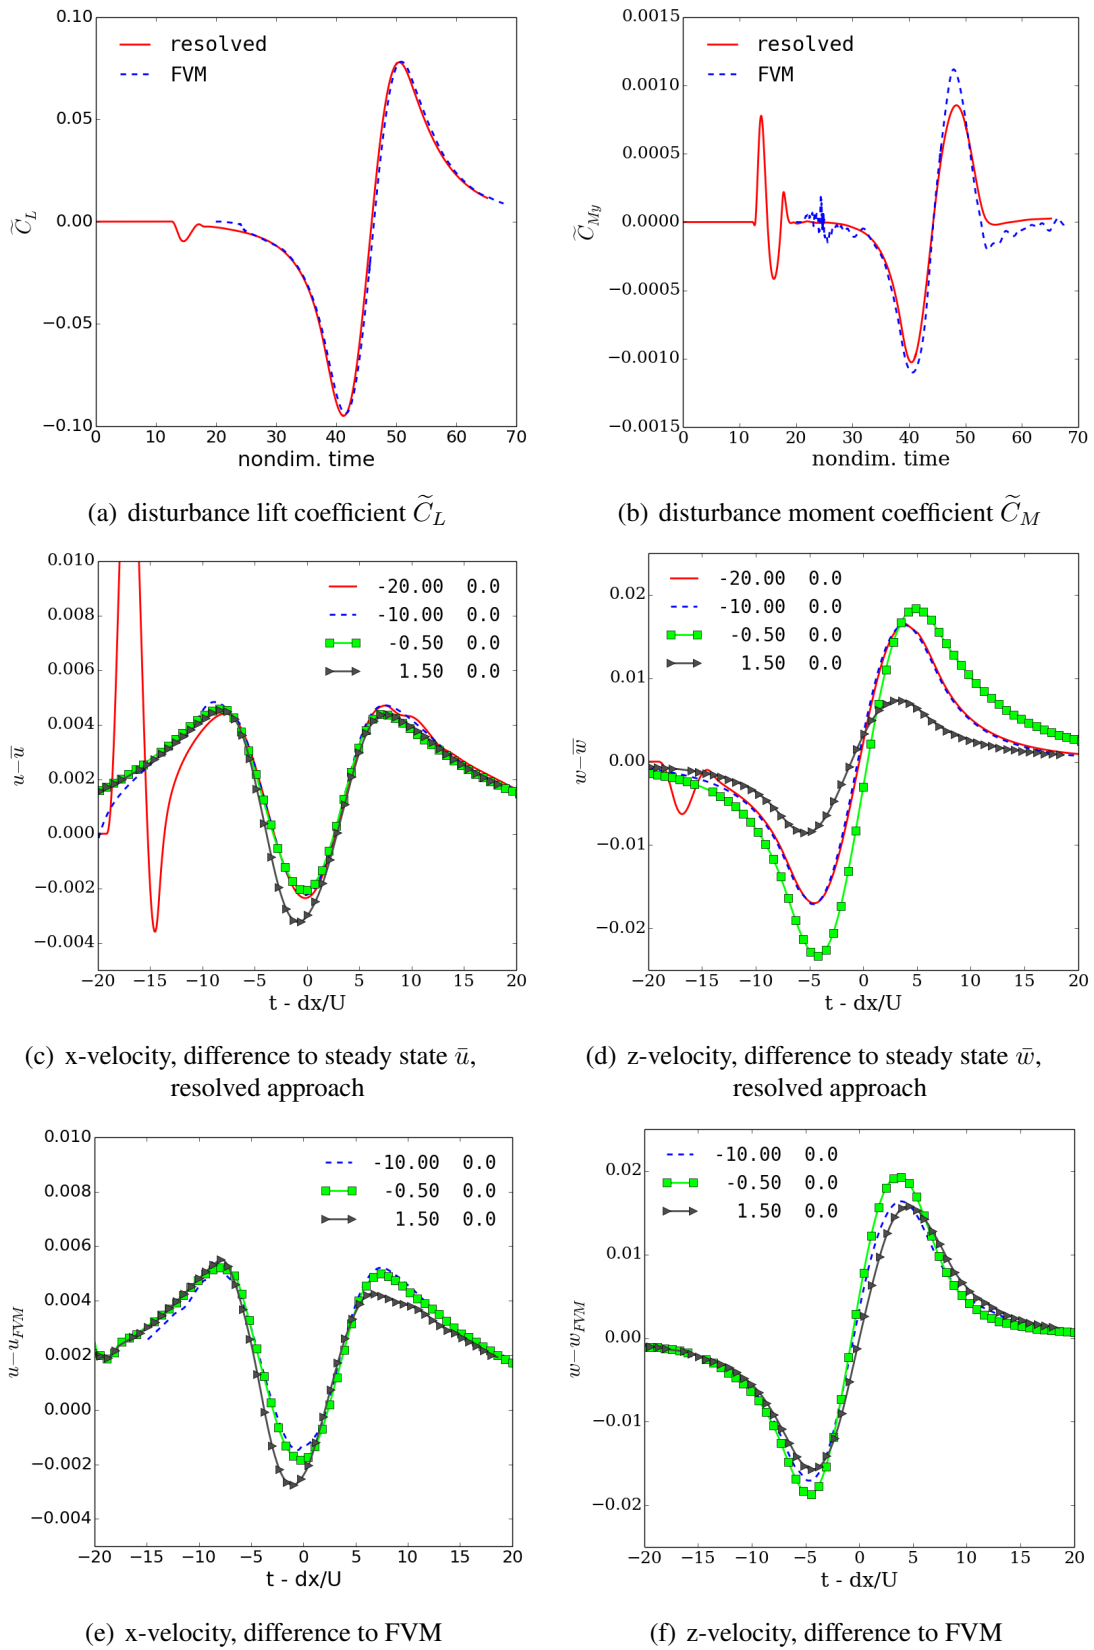 0.10
0.05
0.00
−0.05
−0.10
C̃_L
resolved
FVM
0 10 20 30 40 50 60 70
nondim. time
(a) disturbance lift coefficient C̃_L
0.0015
0.0010
0.0005
0.0000
−0.0005
−0.0010
−0.0015
C̃_My
resolved
FVM
0 10 20 30 40 50 60 70
nondim. time
(b) disturbance moment coefficient C̃_M
0.010
0.008
0.006
0.004
0.002
0.000
−0.002
−0.004
u−u̅
-20.00 0.0
-10.00 0.0
-0.50 0.0
1.50 0.0
−20 −15 −10 −5 0 5 10 15 20
t - dx/U
(c) x-velocity, difference to steady state ū,
resolved approach
0.02
0.01
0.00
−0.01
−0.02
w−w̅
-20.00 0.0
-10.00 0.0
-0.50 0.0
1.50 0.0
−20 −15 −10 −5 0 5 10 15 20
t - dx/U
(d) z-velocity, difference to steady state w̄,
resolved approach
0.010
0.008
0.006
0.004
0.002
0.000
−0.002
−0.004
u−u_FVM
-10.00 0.0
-0.50 0.0
1.50 0.0
−20 −15 −10 −5 0 5 10 15 20
t - dx/U
(e) x-velocity, difference to FVM
0.02
0.01
0.00
−0.01
−0.02
w−w_FVM
-10.00 0.0
-0.50 0.0
1.50 0.0
−20 −15 −10 −5 0 5 10 15 20
t - dx/U
(f) z-velocity, difference to FVM